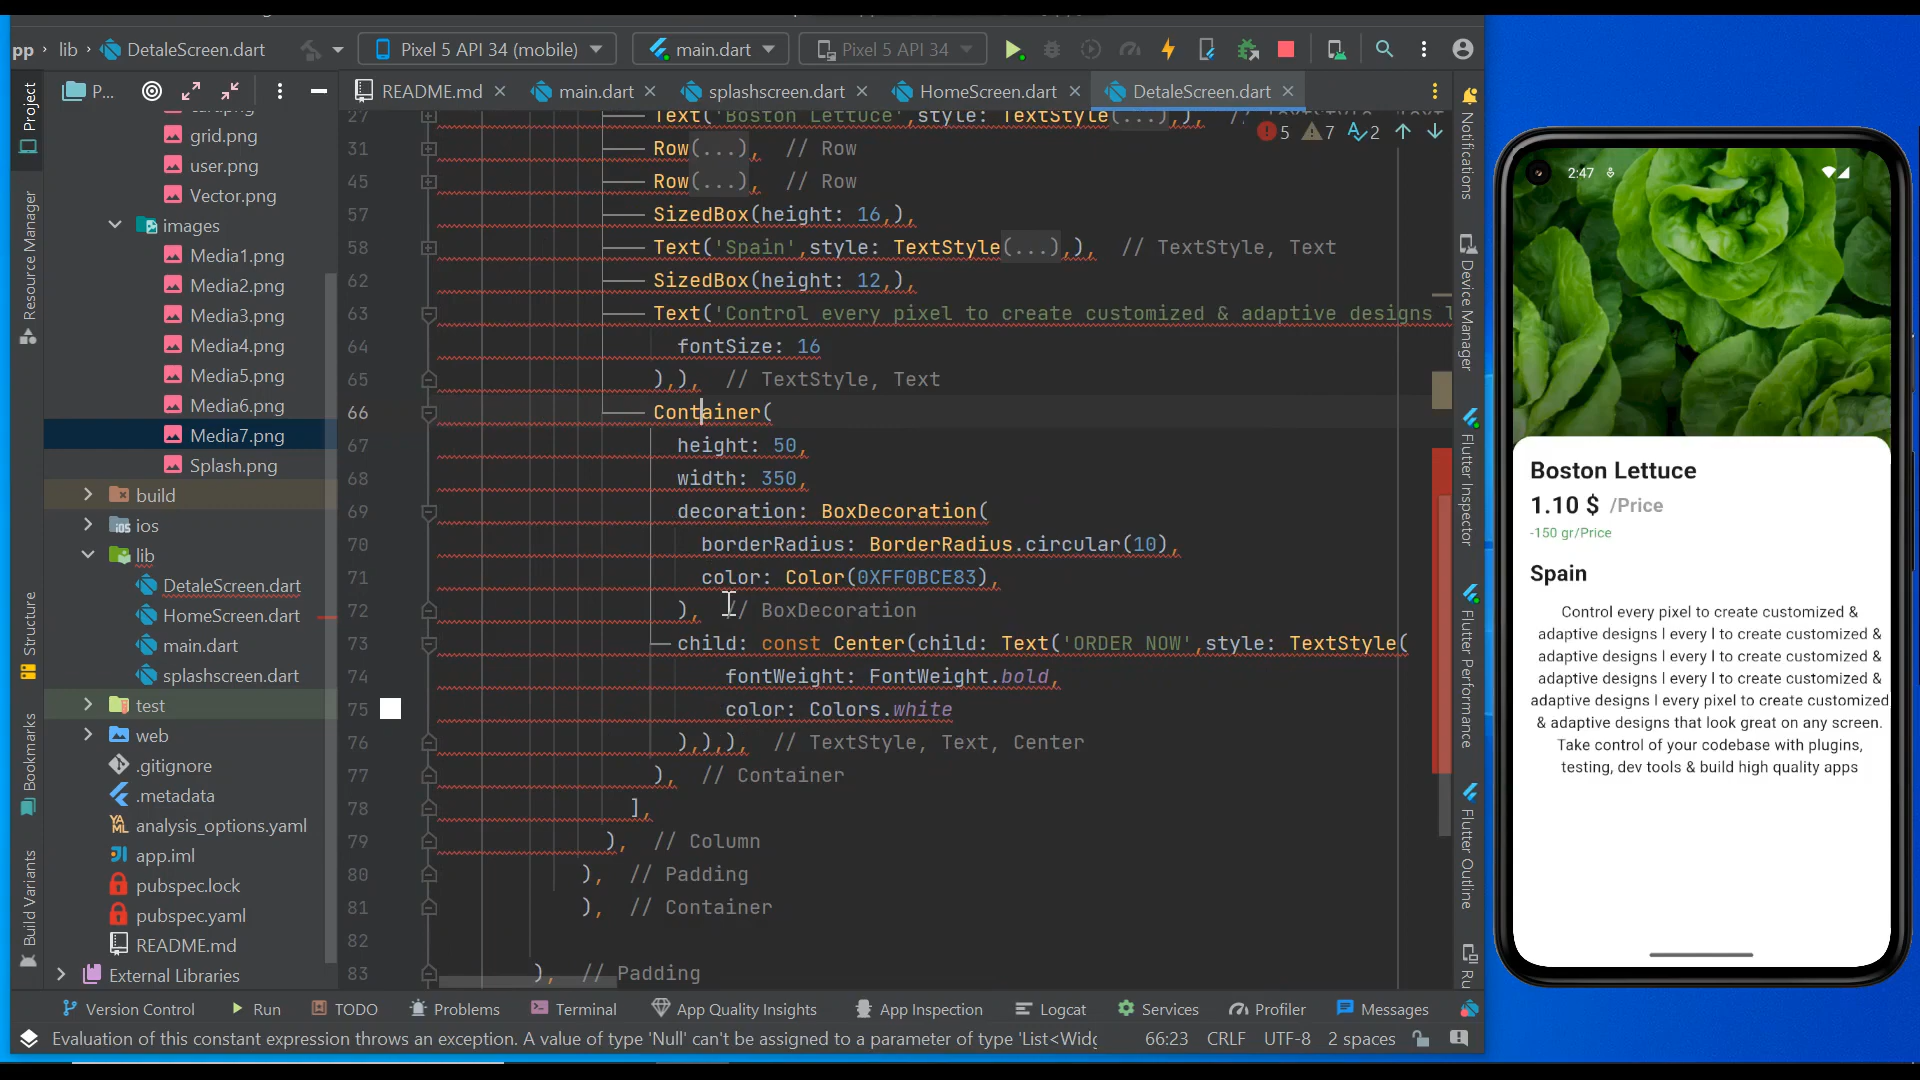 pp lib DetaleScreen.dart Pixel 5 API 34 (mobile) main.dart Pixel 5 API 34
Project
P... README.md main.dart splashscreen.dart HomeScreen.dart DetaleScreen.dart
grid.png
user.png
Vector.png
images
Media1.png
Media2.png
Media3.png
Media4.png
Media5.png
Media6.png
Media7.png
Splash.png
build
ios
lib
DetaleScreen.dart
HomeScreen.dart
main.dart
splashscreen.dart
test
web
.gitignore
.metadata
analysis_options.yaml
app.iml
pubspec.lock
pubspec.yaml
README.md
External Libraries
Resource Manager
Structure
Bookmarks
Build Variants
5 7 2
27 Text('Boston Lettuce',style: TextStyle(...),),
31 Row(...), // Row
45 Row(...), // Row
57 SizedBox(height: 16,),
58 Text('Spain',style: TextStyle(...),), // TextStyle, Text
62 SizedBox(height: 12,),
63 Text('Control every pixel to create customized & adaptive designs l
64 fontSize: 16
65 ),), // TextStyle, Text
66 Container(
67 height: 50,
68 width: 350,
69 decoration: BoxDecoration(
70 borderRadius: BorderRadius.circular(10),
71 color: Color(0XFF0BCE83),
72 ), // BoxDecoration
73 child: const Center(child: Text('ORDER NOW',style: TextStyle(
74 fontWeight: FontWeight.bold,
75 color: Colors.white
76 ),),), // TextStyle, Text, Center
77 ), // Container
78 ],
79 ), // Column
80 ), // Padding
81 ), // Container
82
83 ), // Padding
Notifications
Device Manager
Flutter Inspector
Flutter Performance
Flutter Outline
Ru
Version Control Run TODO Problems Terminal App Quality Insights App Inspection Logcat Services Profiler Messages
Evaluation of this constant expression throws an exception. A value of type 'Null' can't be assigned to a parameter of type 'List<Widg 66:23 CRLF UTF-8 2 spaces
2:47
Boston Lettuce
1.10 $ /Price
-150 gr/Price
Spain
Control every pixel to create customized &
adaptive designs l every l to create customized &
adaptive designs l every l to create customized &
adaptive designs l every l to create customized &
adaptive designs l every pixel to create customized
& adaptive designs that look great on any screen.
Take control of your codebase with plugins,
testing, dev tools & build high quality apps